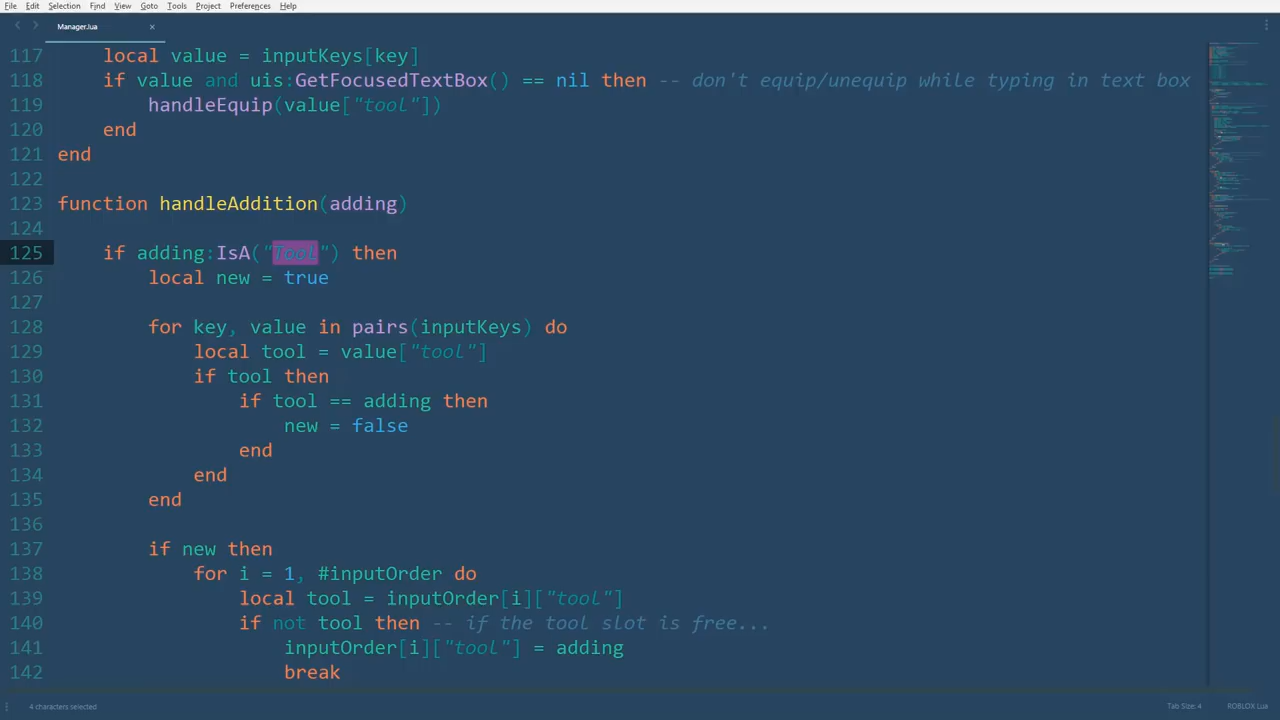 File Edit Selection Find View Goto Tools Project Preferences Help
Manager.lua ×
117 local value = inputKeys[key]
118 if value and uis:GetFocusedTextBox() == nil then -- don't equip/unequip while typing in text box
119 handleEquip(value["tool"])
120 end
121 end
122
123 function handleAddition(adding)
124
125 if adding:IsA("Tool") then
126 local new = true
127
128 for key, value in pairs(inputKeys) do
129 local tool = value["tool"]
130 if tool then
131 if tool == adding then
132 new = false
133 end
134 end
135 end
136
137 if new then
138 for i = 1, #inputOrder do
139 local tool = inputOrder[i]["tool"]
140 if not tool then -- if the tool slot is free...
141 inputOrder[i]["tool"] = adding
142 break
4 characters selected Tab Size: 4 ROBLOX Lua